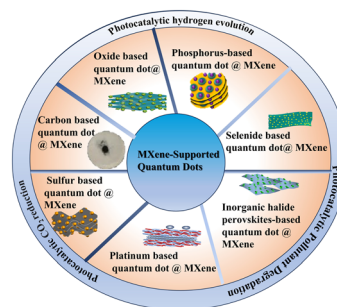 Photocatalytic hydrogen evolution
Oxide based
quantum dot@
MXene
Phosphorus-based
quantum dot @ MXene
Carbon based
quantum dot
@ MXene
MXene-Supported
Quantum Dots
Selenide based
quantum dot
@ MXene
Sulfur based
quantum dot @
MXene
Platinum based
quantum dot @ MXene
Inorganic halide
perovskites-based
quantum dot @
MXene
Photocatalytic CO₂ reduction
Photocatalytic Pollutant Degradation